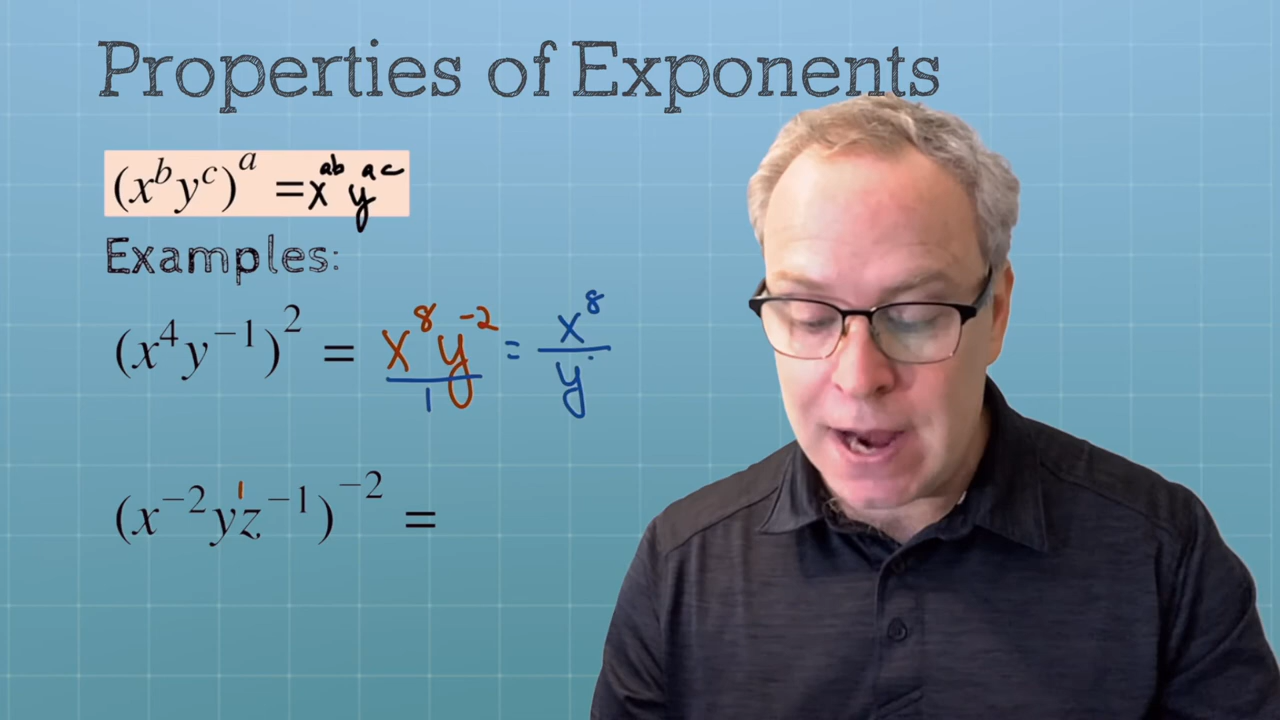 Properties of Exponents
(x^b y^c)^a = x^ab y^ac
Examples:
(x^4 y^−1)^2 = x^8 y^-2 / 1 = x^8 / y
(x^−2 y^1 z^−1)^−2 =